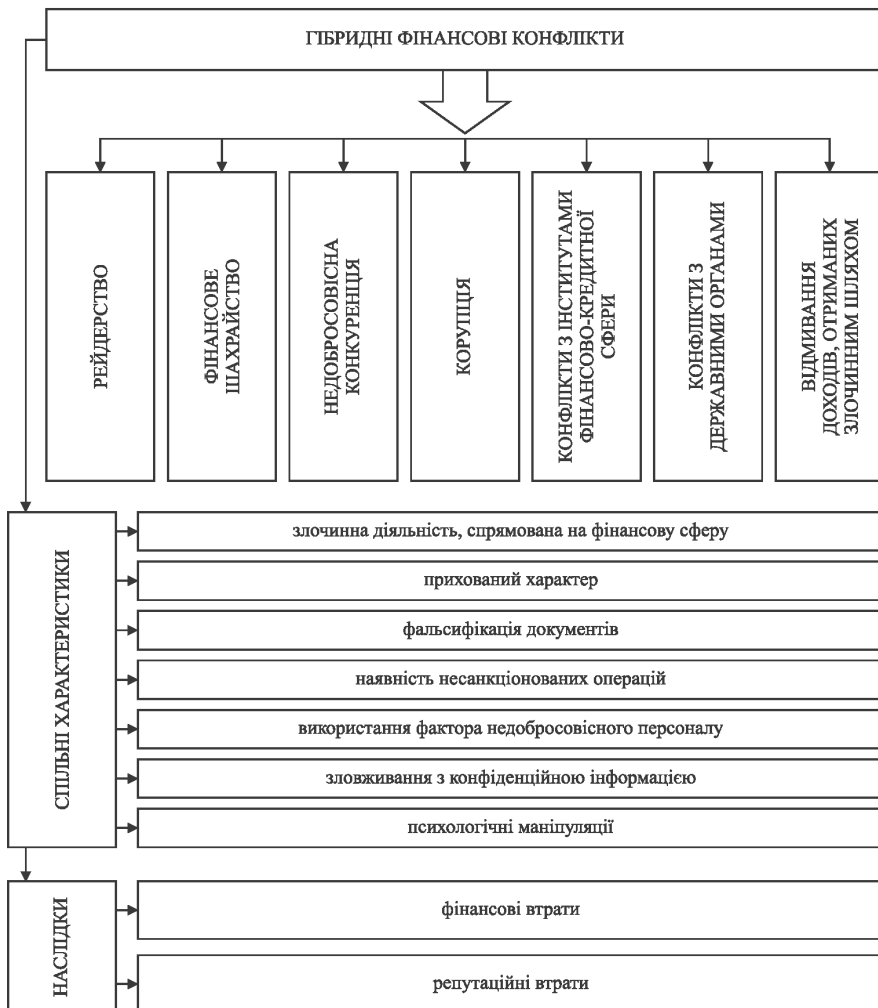 ГІБРИДНІ ФІНАНСОВІ КОНФЛІКТИ
РЕЙДЕРСТВО
ФІНАНСОВЕ
ШАХРАЙСТВО
НЕДОБРОСОВІСНА
КОНКУРЕНЦІЯ
КОРУПЦІЯ
КОНФЛІКТИ З ІНСТИТУТАМИ
ФІНАНСОВО-КРЕДИТНОЇ
СФЕРИ
КОНФЛІКТИ З
ДЕРЖАВНИМИ ОРГАНАМИ
ВІДМИВАННЯ
ДОХОДІВ, ОТРИМАНИХ
ЗЛОЧИННИМ ШЛЯХОМ
СПІЛЬНІ ХАРАКТЕРИСТИКИ
злочинна діяльність, спрямована на фінансову сферу
прихований характер
фальсифікація документів
наявність несанкціонованих операцій
використання фактора недобросовісного персоналу
зловживання з конфіденційною інформацією
психологічні маніпуляції
НАСЛІДКИ
фінансові втрати
репутаційні втрати